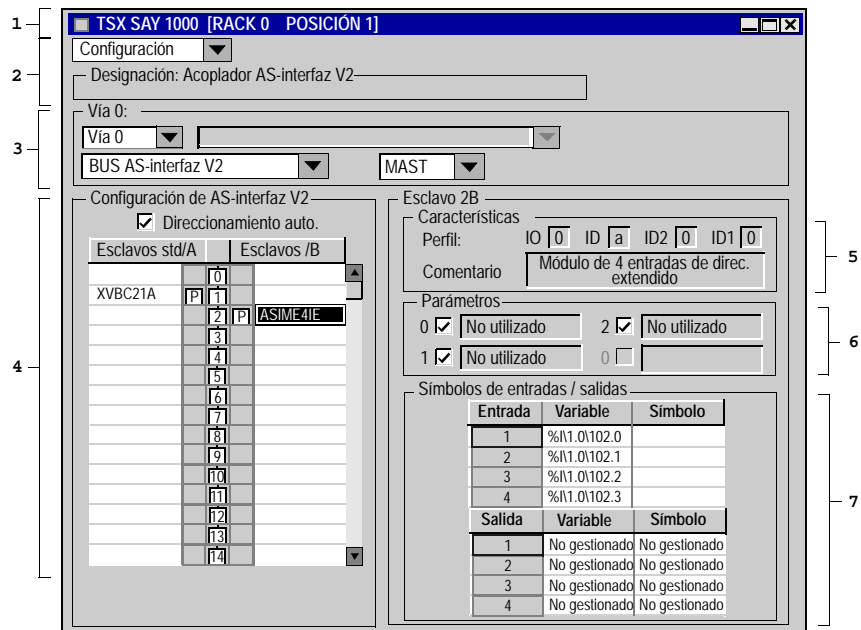 1
TSX SAY 1000 [RACK 0 POSICIÓN 1]
Configuración
2
Designación: Acoplador AS-interfaz V2
Vía 0:
3
Vía 0
BUS AS-interfaz V2 MAST
4
Configuración de AS-interfaz V2
Direccionamiento auto.
Esclavos std/A Esclavos /B
0
XVBC21A P 1
2 P ASIME4IE
3
4
5
6
7
8
9
10
11
12
13
14
Esclavo 2B
Características
Perfil: IO 0 ID a ID2 0 ID1 0
Comentario Módulo de 4 entradas de direc.
extendido
5
Parámetros
0 No utilizado 2 No utilizado
1 No utilizado 0
6
Símbolos de entradas / salidas
Entrada Variable Símbolo
1 %I\1.0\102.0
2 %I\1.0\102.1
3 %I\1.0\102.2
4 %I\1.0\102.3
Salida Variable Símbolo
1 No gestionado No gestionado
2 No gestionado No gestionado
3 No gestionado No gestionado
4 No gestionado No gestionado
7